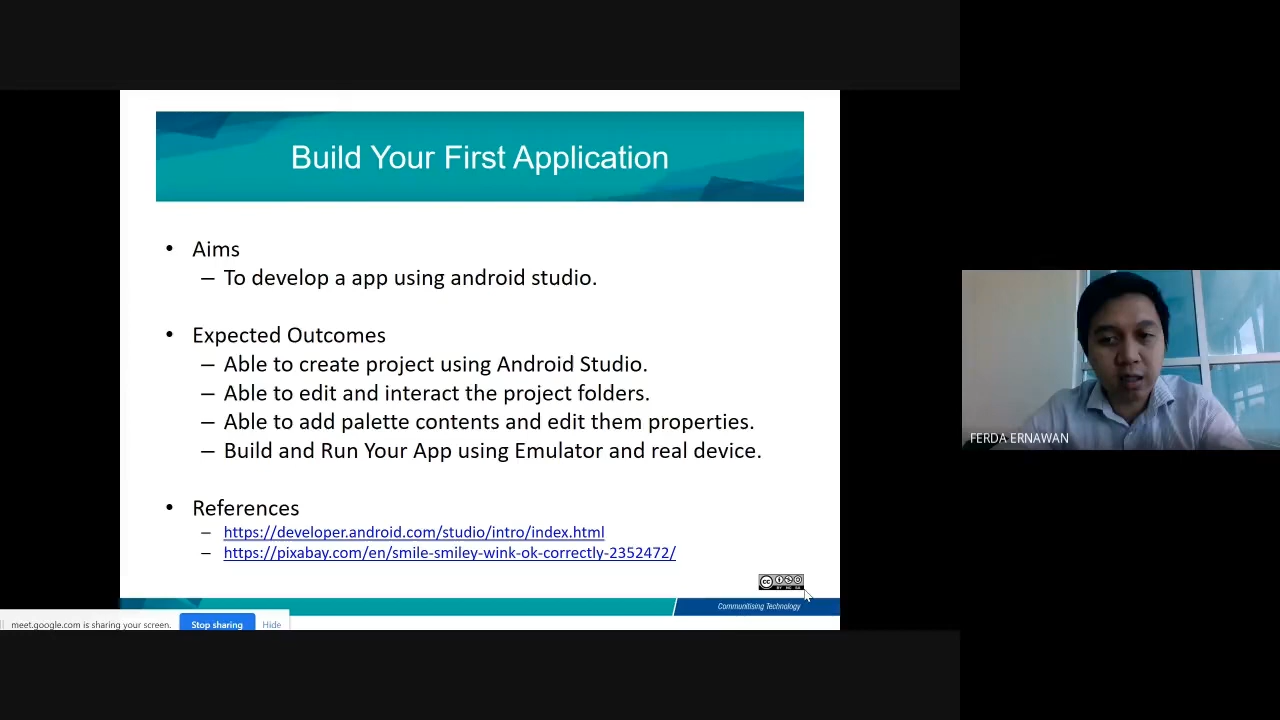 Build Your First Application
• Aims
– To develop a app using android studio.
• Expected Outcomes
– Able to create project using Android Studio.
– Able to edit and interact the project folders.
– Able to add palette contents and edit them properties.
– Build and Run Your App using Emulator and real device.
• References
– https://developer.android.com/studio/intro/index.html
– https://pixabay.com/en/smile-smiley-wink-ok-correctly-2352472/
cc
BY NC SA
Communitising Technology
meet.google.com is sharing your screen. Stop sharing Hide
FERDA ERNAWAN